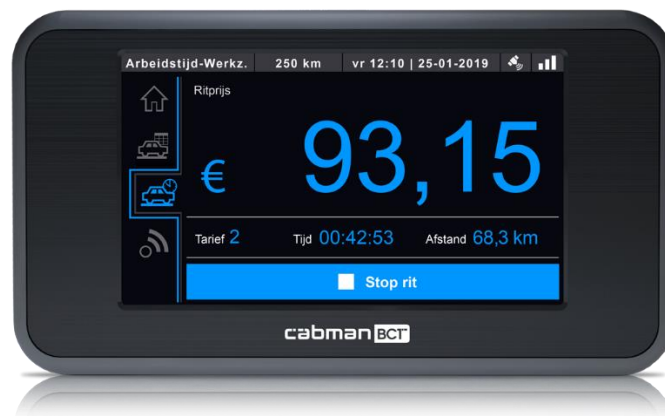 Arbeidstijd-Werkz. 250 km vr 12:10 | 25-01-2019
Ritprijs
€ 93,15
Tarief 2 Tijd 00:42:53 Afstand 68,3 km
Stop rit
cabman BCT